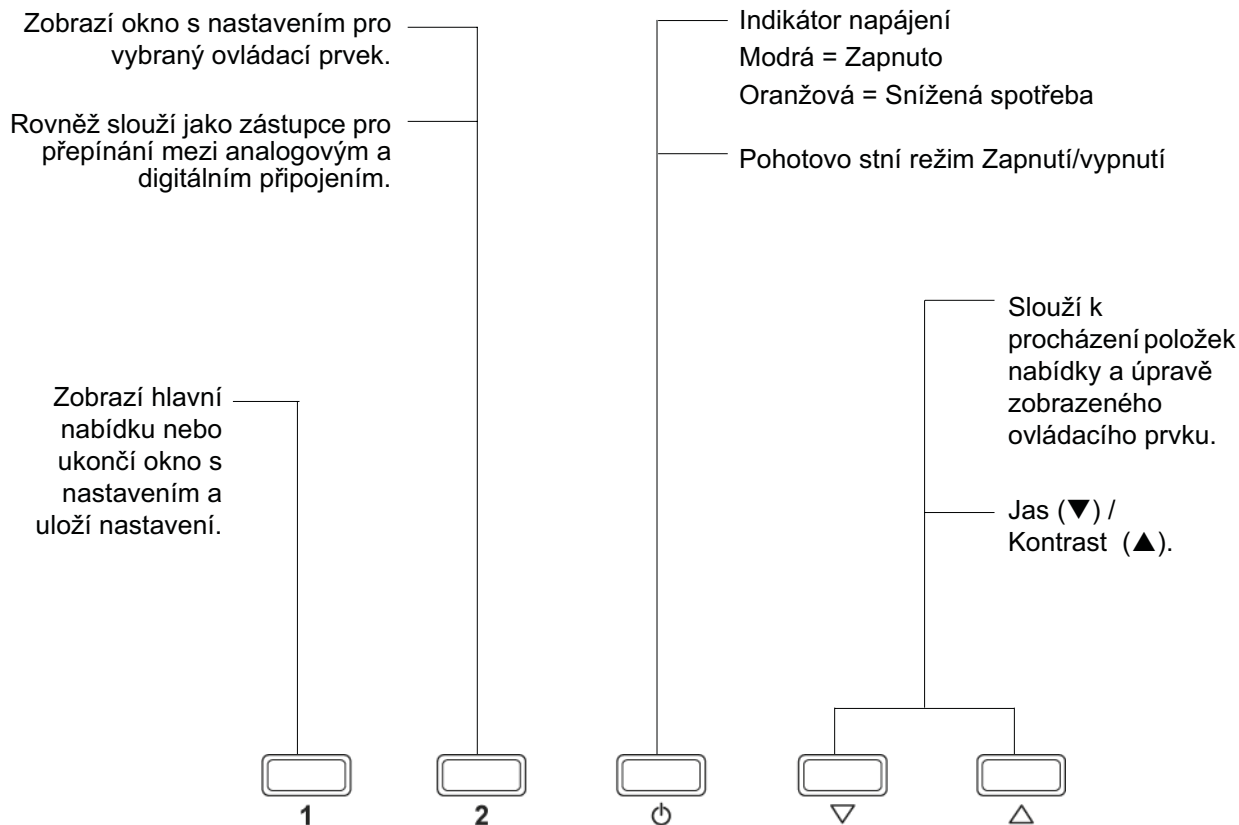 Zobrazí okno s nastavením pro
vybraný ovládací prvek.
Rovněž slouží jako zástupce pro
přepínání mezi analogovým a
digitálním připojením.
Indikátor napájení
Modrá = Zapnuto
Oranžová = Snížená spotřeba
Pohotovo stní režim Zapnutí/vypnutí
Slouží k
procházení položek
nabídky a úpravě
zobrazeného
ovládacího prvku.
Zobrazí hlavní
nabídku nebo
ukončí okno s
nastavením a
uloží nastavení.
Jas (▼) /
Kontrast (▲).
1
2